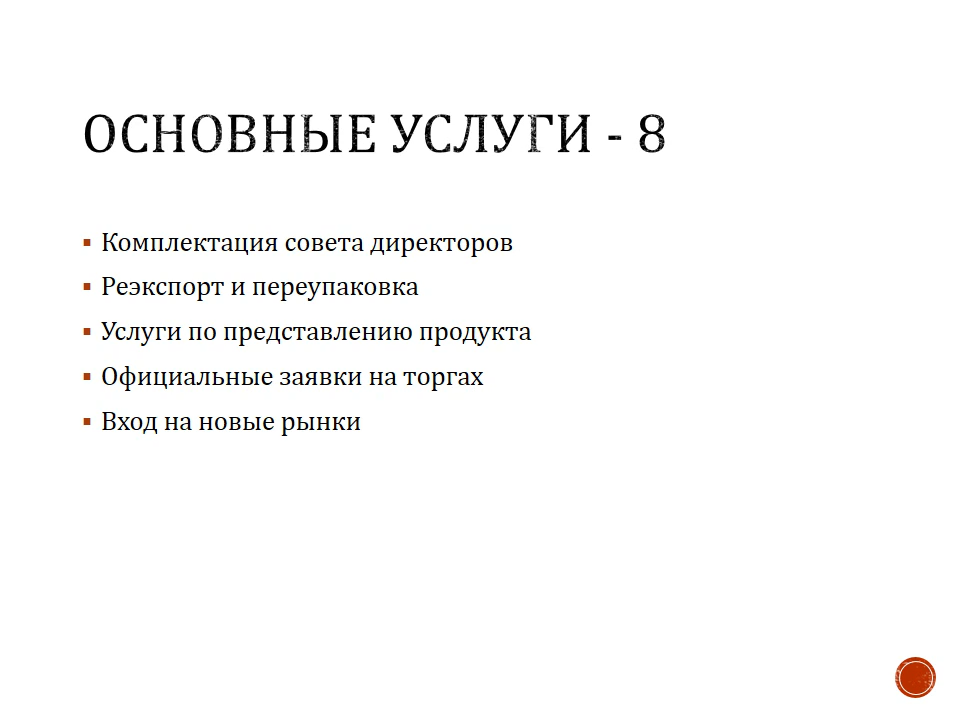 ОСНОВНЫЕ УСЛУГИ - 8
▪ Комплектация совета директоров
▪ Реэкспорт и переупаковка
▪ Услуги по представлению продукта
▪ Официальные заявки на торгах
▪ Вход на новые рынки